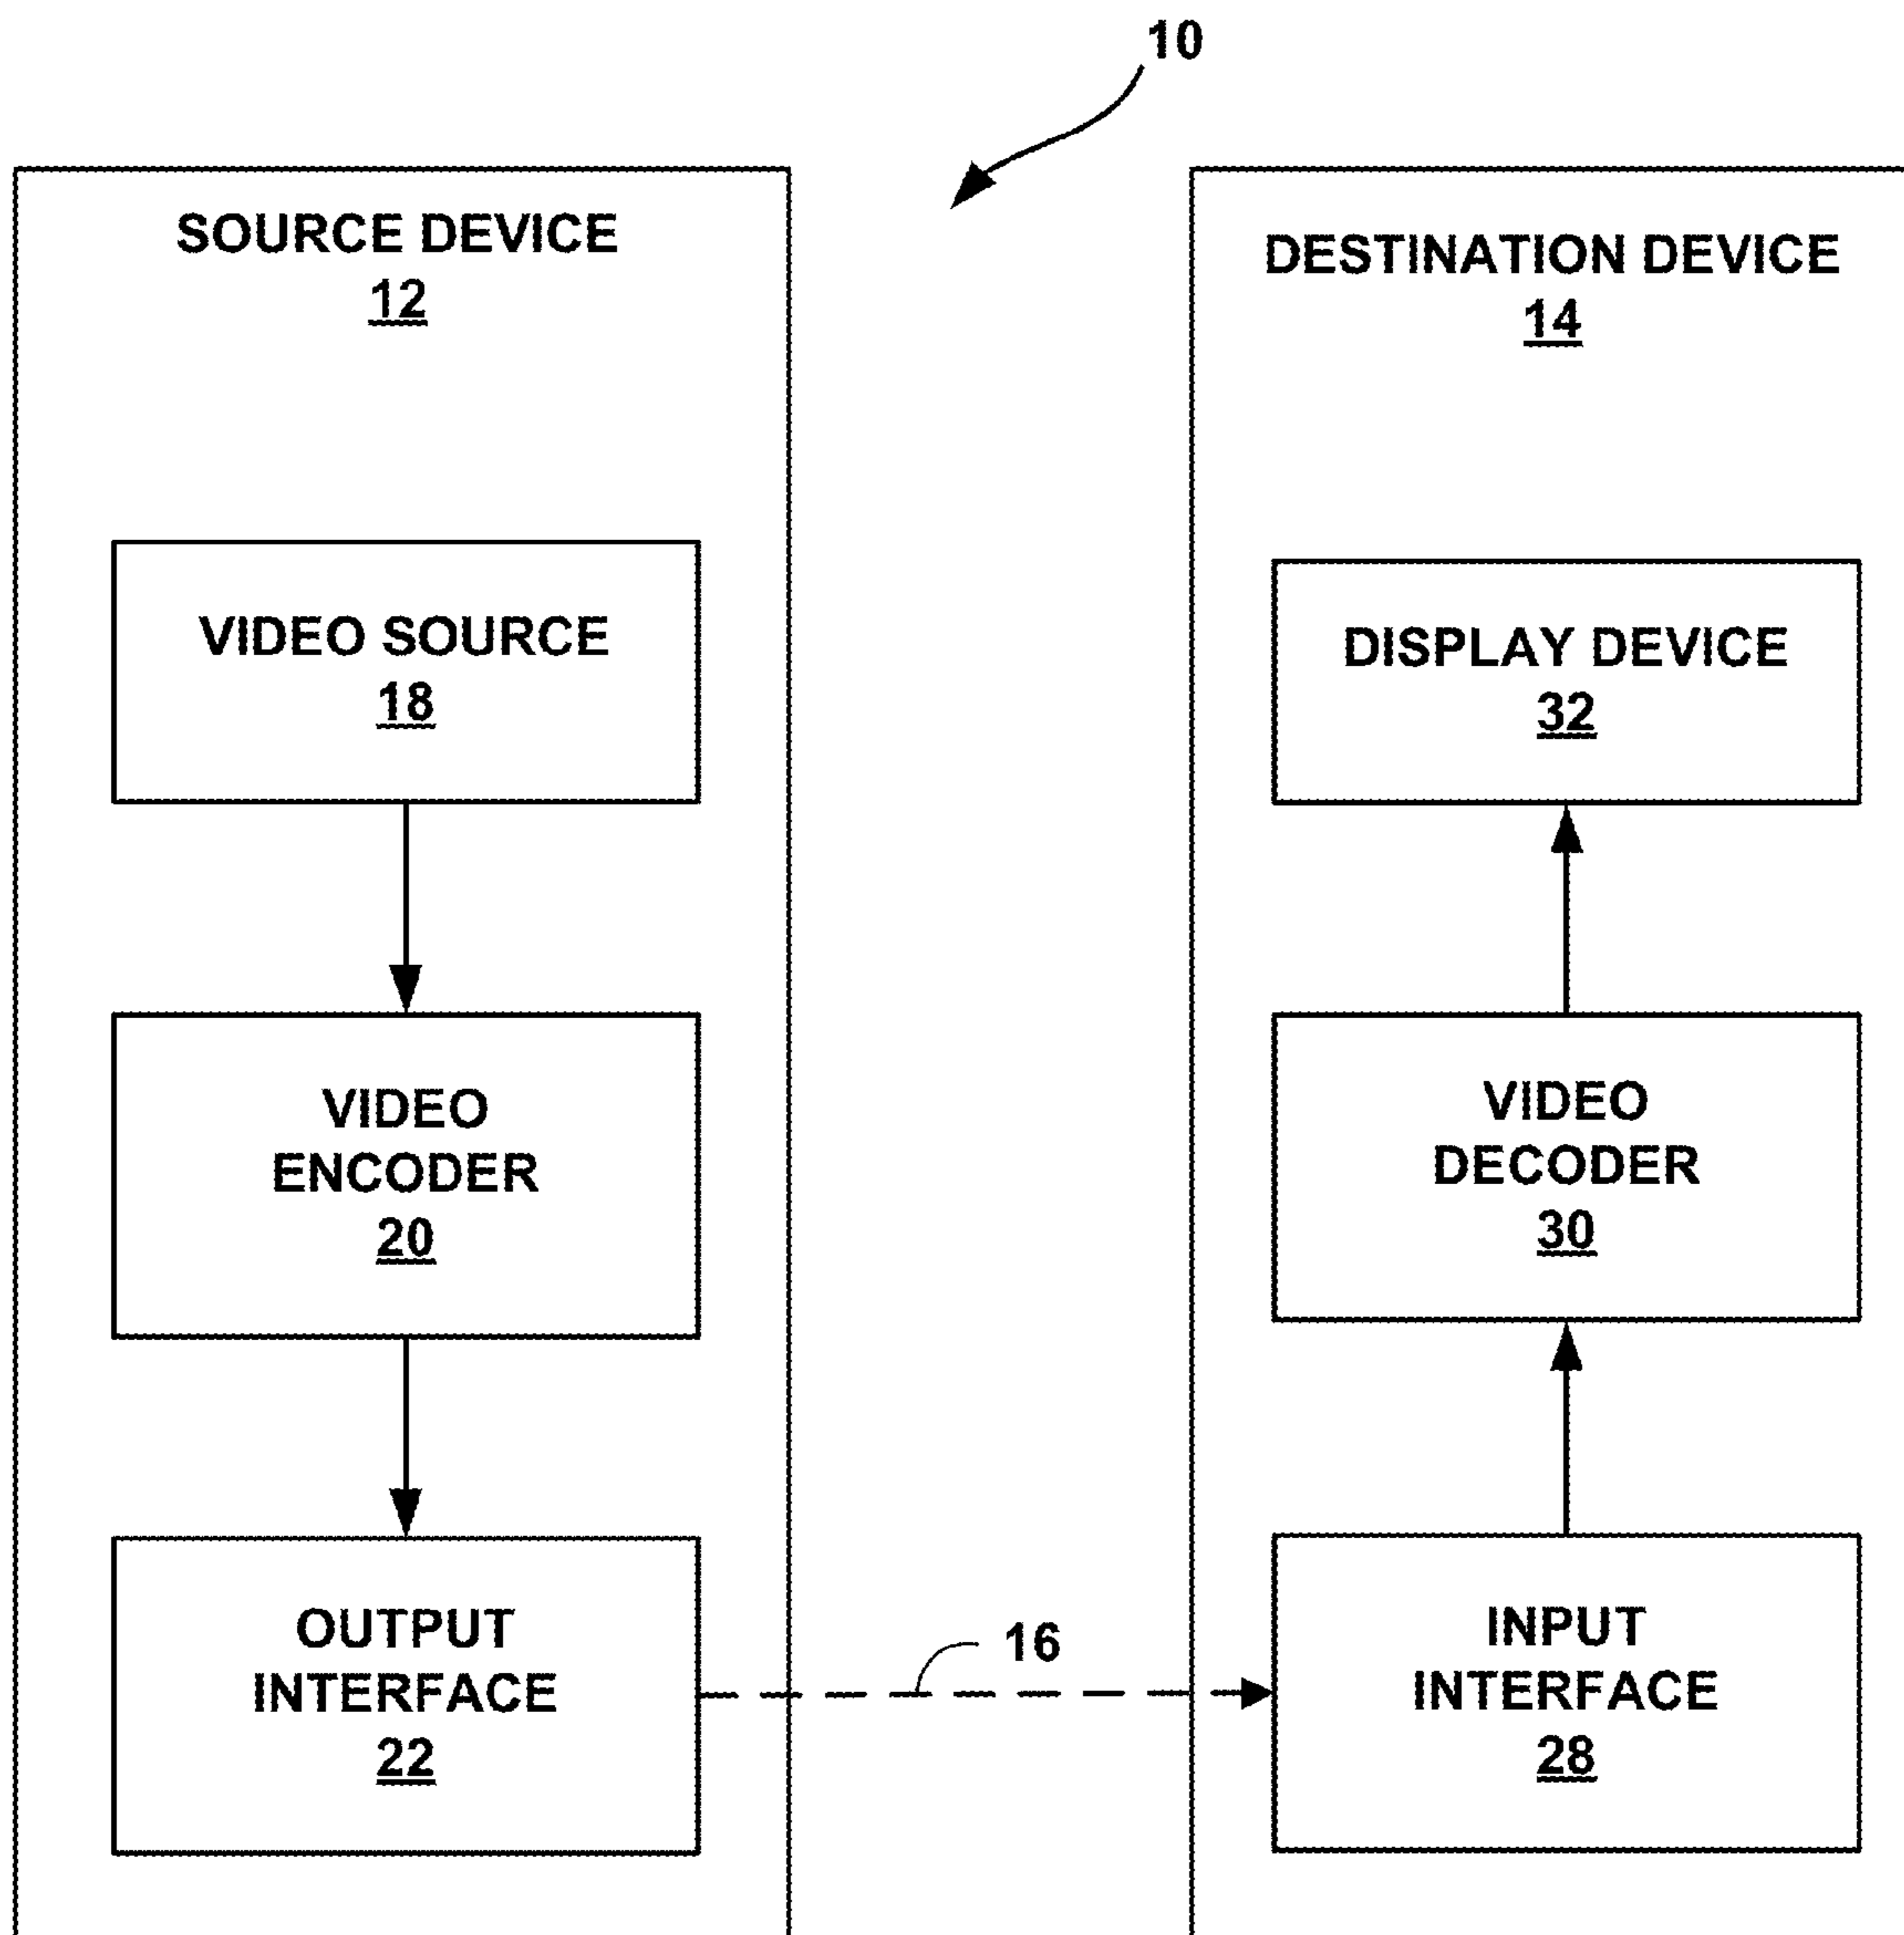 10
SOURCE DEVICE
12
VIDEO SOURCE
18
VIDEO
ENCODER
20
OUTPUT
INTERFACE
22
16
DESTINATION DEVICE
14
DISPLAY DEVICE
32
VIDEO
DECODER
30
INPUT
INTERFACE
28